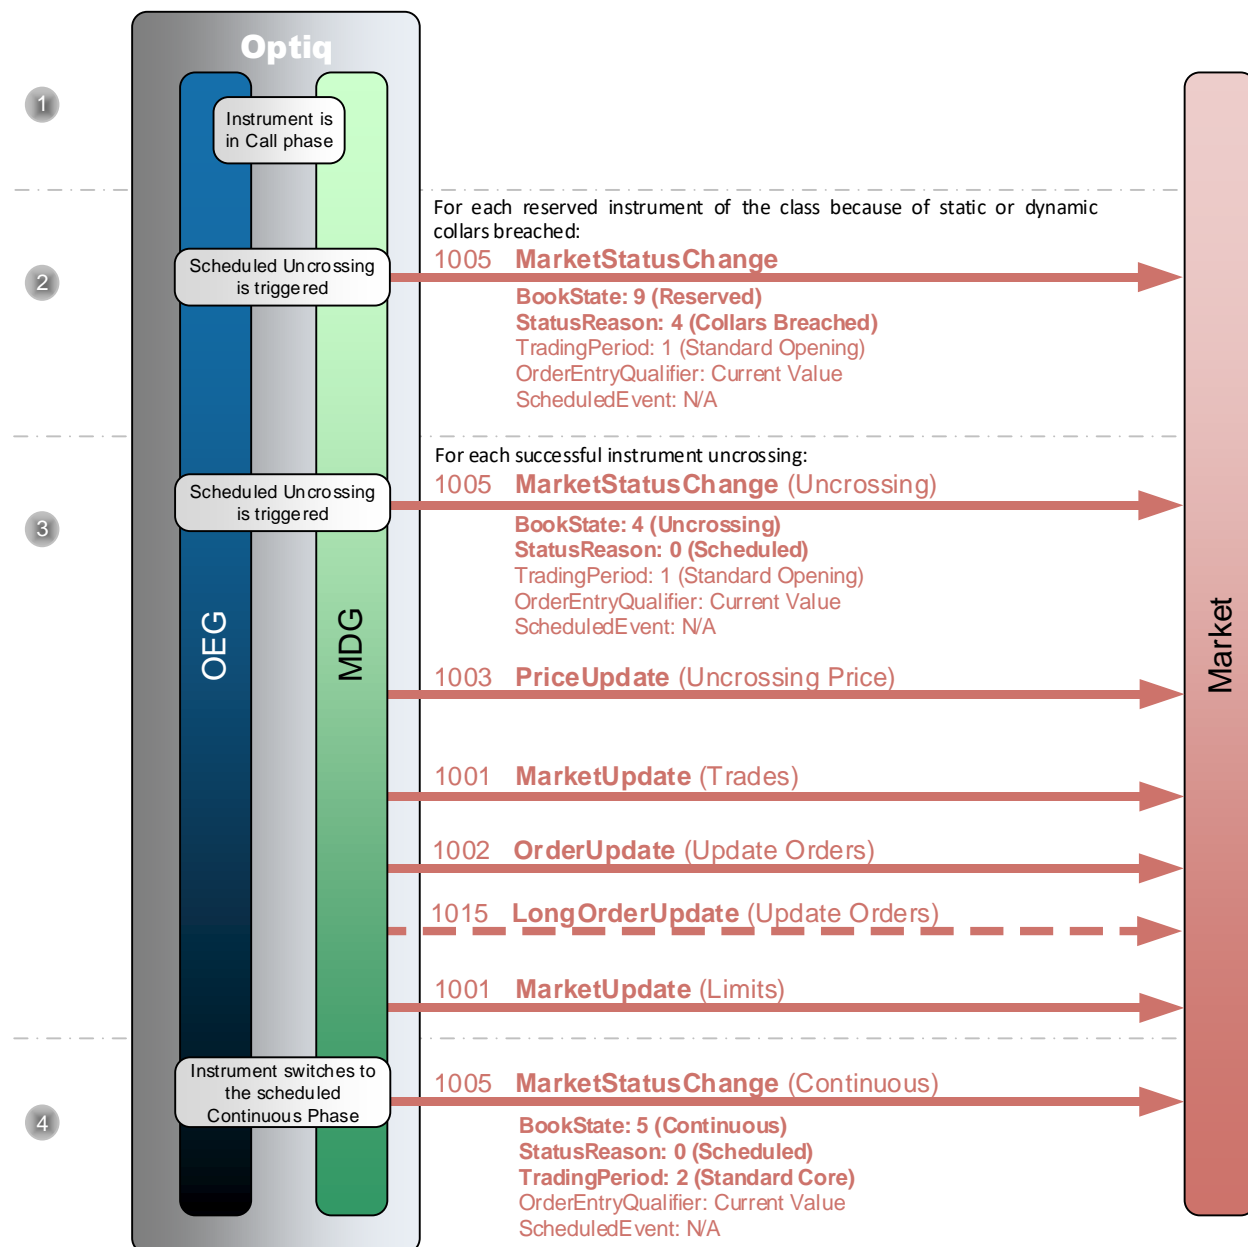 Optiq
1
Instrument is
in Call phase
For each reserved instrument of the class because of static or dynamic
collars breached:
2
Scheduled Uncrossing
is triggered
1005 MarketStatusChange
BookState: 9 (Reserved)
StatusReason: 4 (Collars Breached)
TradingPeriod: 1 (Standard Opening)
OrderEntryQualifier: Current Value
ScheduledEvent: N/A
For each successful instrument uncrossing:
3
Scheduled Uncrossing
is triggered
1005 MarketStatusChange (Uncrossing)
BookState: 4 (Uncrossing)
StatusReason: 0 (Scheduled)
TradingPeriod: 1 (Standard Opening)
OrderEntryQualifier: Current Value
ScheduledEvent: N/A
OEG
MDG
Market
1003 PriceUpdate (Uncrossing Price)
1001 MarketUpdate (Trades)
1002 OrderUpdate (Update Orders)
1015 LongOrderUpdate (Update Orders)
1001 MarketUpdate (Limits)
4
Instrument switches to
the scheduled
Continuous Phase
1005 MarketStatusChange (Continuous)
BookState: 5 (Continuous)
StatusReason: 0 (Scheduled)
TradingPeriod: 2 (Standard Core)
OrderEntryQualifier: Current Value
ScheduledEvent: N/A